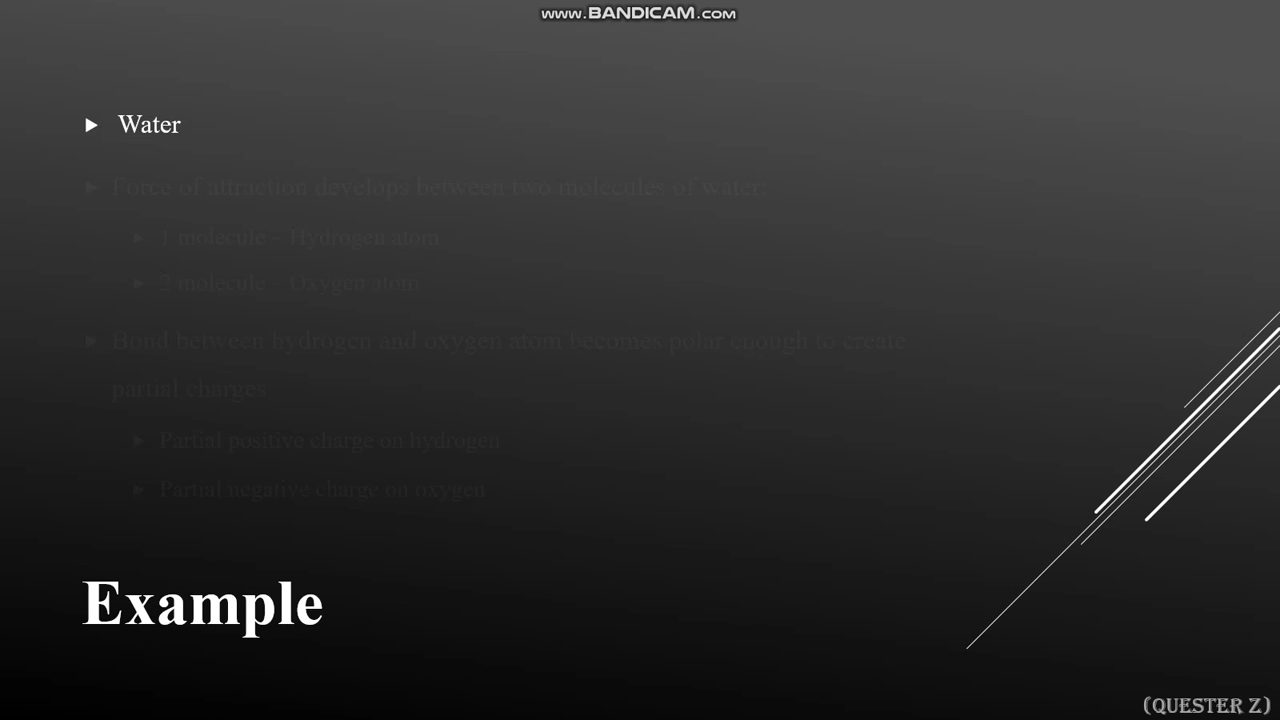 www.BANDICAM.com
Water
Force of attraction develops between two molecules of water:
1 molecule – Hydrogen atom
2 molecule – Oxygen atom
Bond between hydrogen and oxygen atom becomes polar enough to create
partial charges
Partial positive charge on hydrogen
Partial negative charge on oxygen
Example
(QUESTER Z)